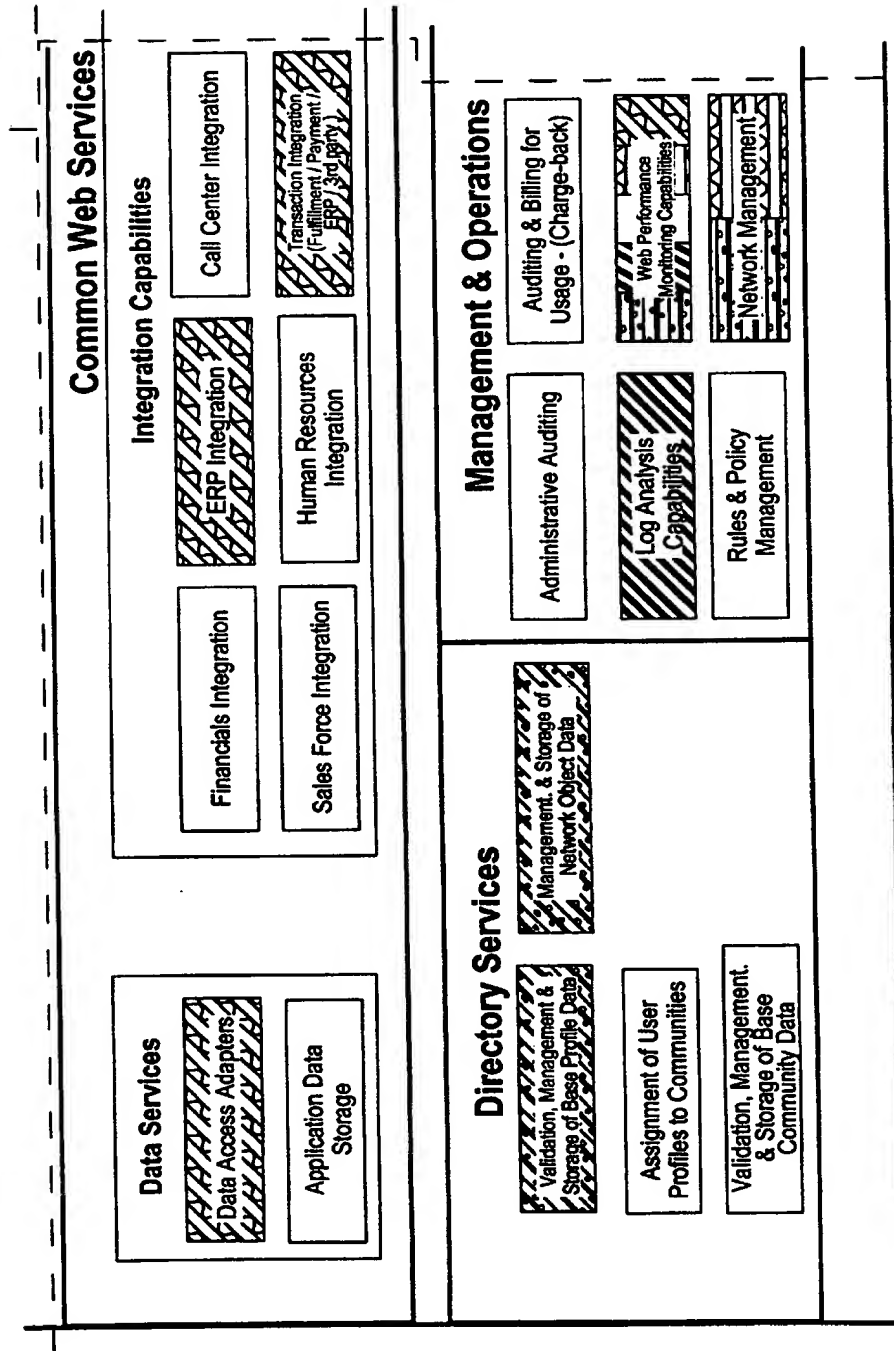 Common Web Services
Data Services
Data Access Adapters
Application Data
Storage
Integration Capabilities
Financials Integration
ERP Integration
Call Center Integration
Sales Force Integration
Human Resources
Integration
Transaction Integration
(Fulfillment / Payment /
ERP / 3rd party )
Directory Services
Validation, Management &
Storage of Base Profile Data
Management. & Storage of
Network Object Data
Assignment of User
Profiles to Communities
Validation, Management.
& Storage of Base
Community Data
Management & Operations
Administrative Auditing
Auditing & Billing for
Usage - (Charge-back)
Log Analysis
Capabilities
Web Performance
Monitoring Capabilities
Rules & Policy
Management
Network Management